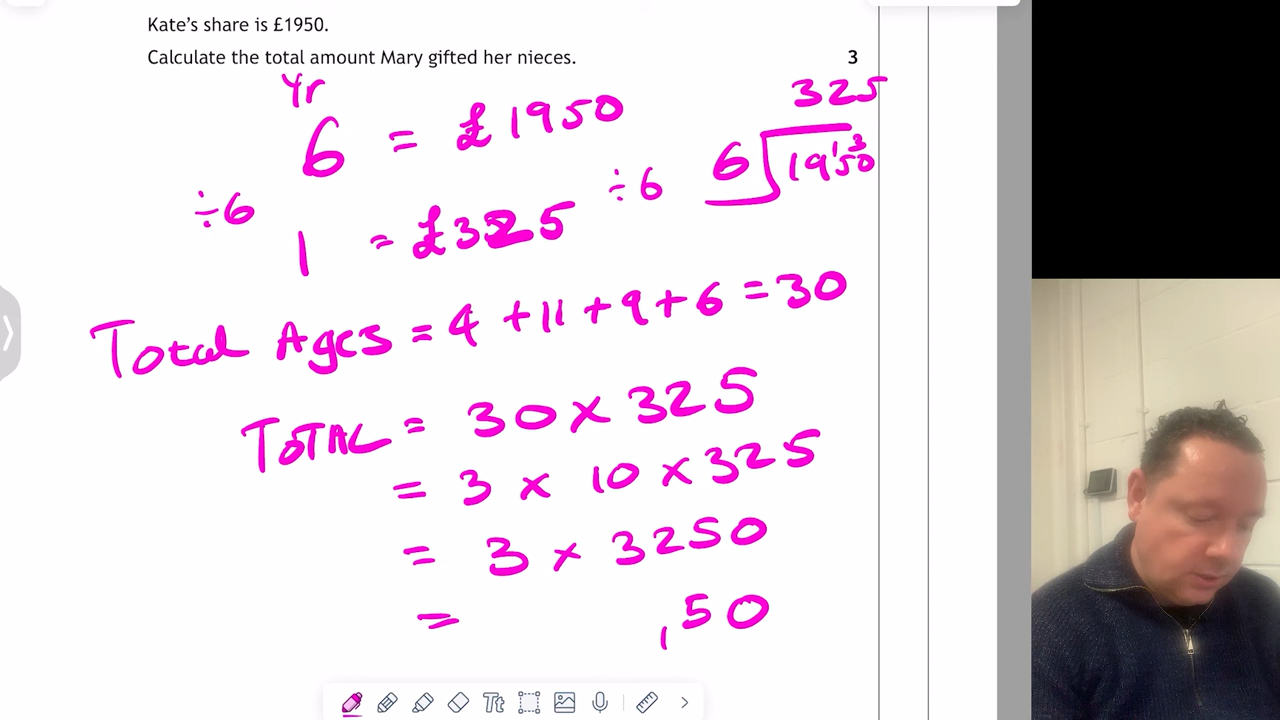 Kate's share is £1950.
Calculate the total amount Mary gifted her nieces. 3
Yr
6 = £1950
÷6 ÷6
325
6 19¹5³0
1 = £325
Total Ages = 4 + 11 + 9 + 6 = 30
TOTAL = 30 × 325
= 3 × 10 × 325
= 3 × 3250
= ,50
Tt